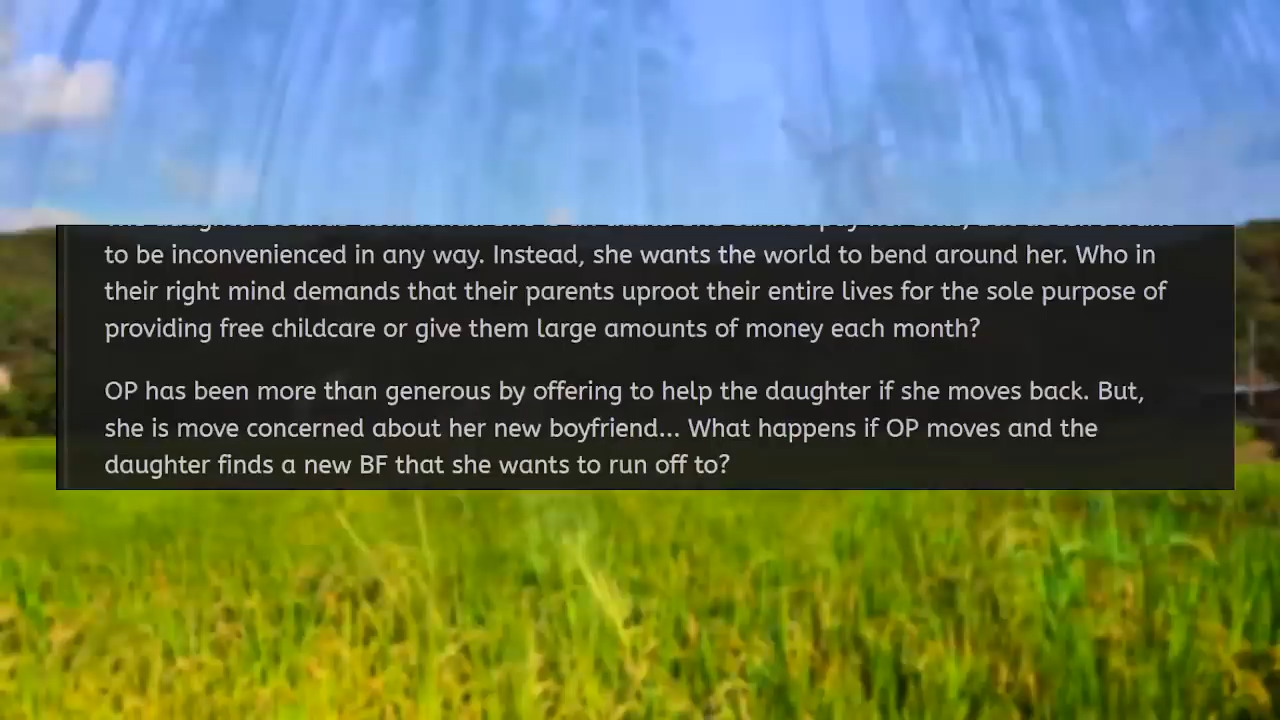 to be inconvenienced in any way. Instead, she wants the world to bend around her. Who in
their right mind demands that their parents uproot their entire lives for the sole purpose of
providing free childcare or give them large amounts of money each month?
OP has been more than generous by offering to help the daughter if she moves back. But,
she is move concerned about her new boyfriend... What happens if OP moves and the
daughter finds a new BF that she wants to run off to?